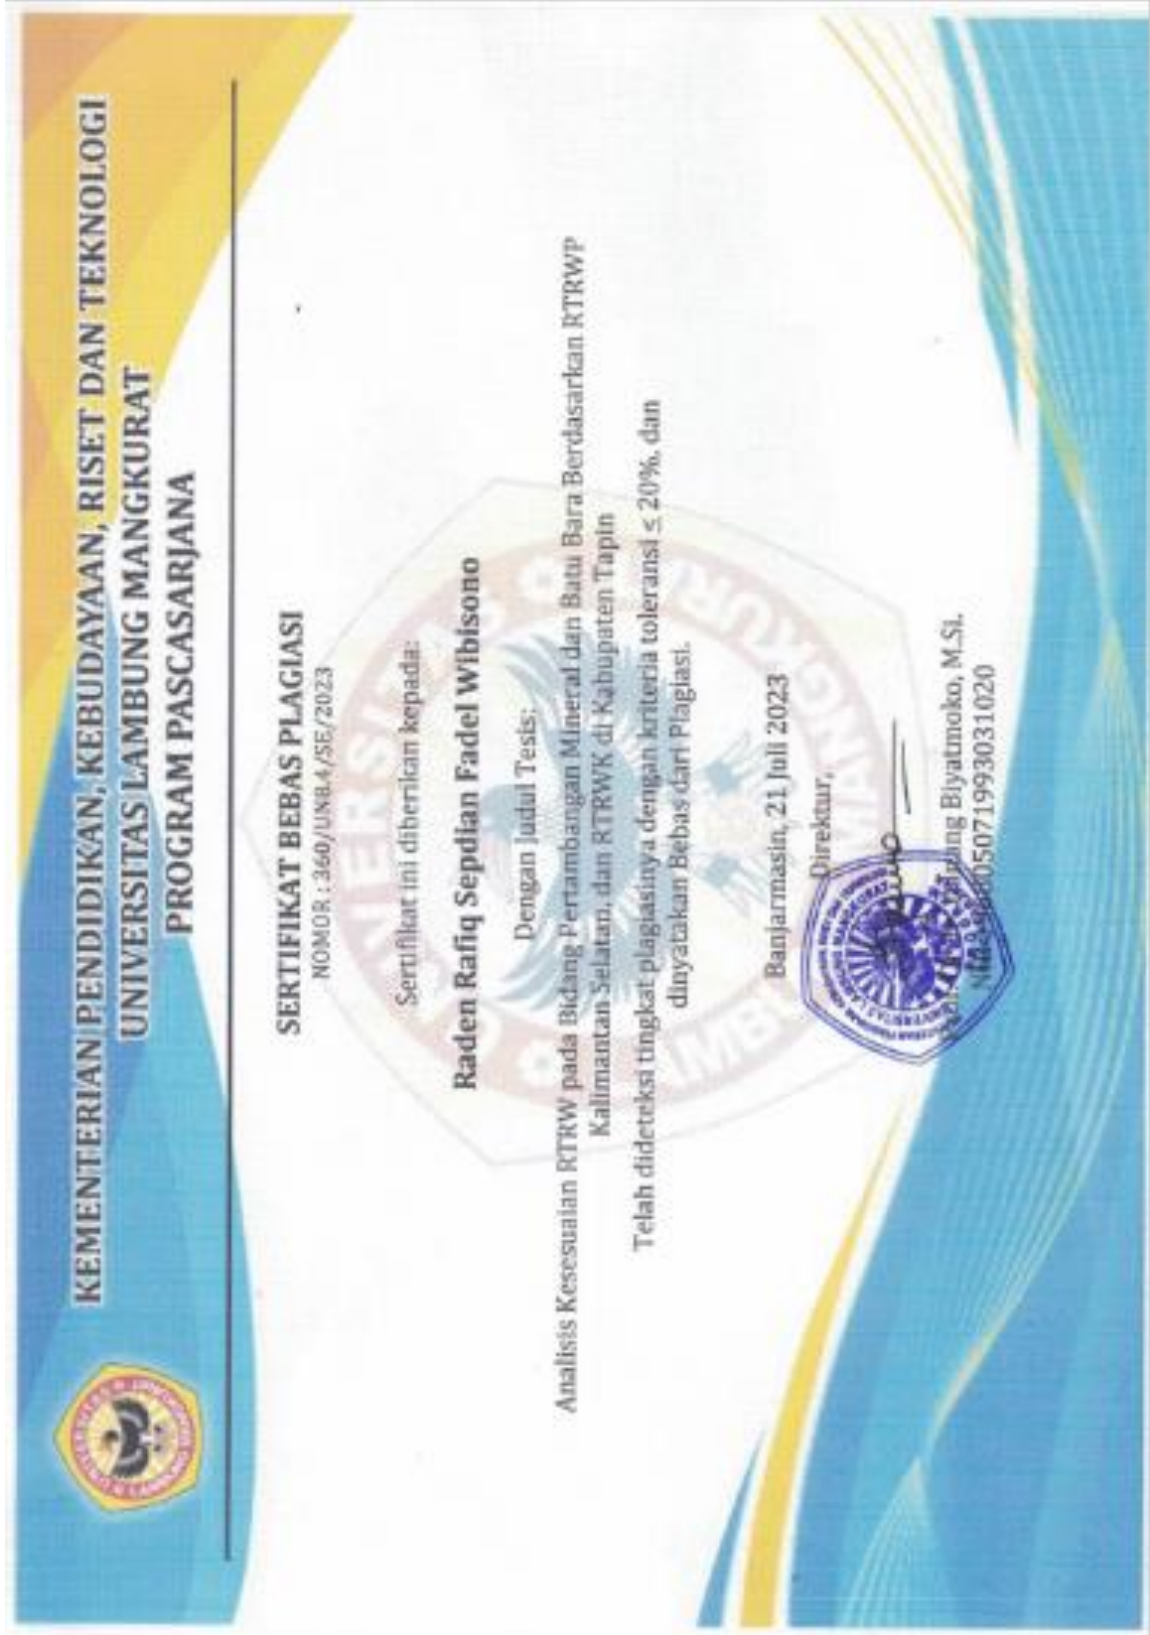 KEMENTERIAN PENDIDIKAN, KEBUDAYAAN, RISET DAN TEKNOLOGI
UNIVERSITAS LAMBUNG MANGKURAT
PROGRAM PASCASARJANA
SERTIFIKAT BEBAS PLAGIASI
NOMOR : 360/UN8.4/SE/2023
Sertifikat ini diberikan kepada:
Raden Rafiq Sepdian Fadel Wibisono
Dengan Judul Tesis:
Analisis Kesesuaian RTRW pada Bidang Pertambangan Mineral dan Batu Bara Berdasarkan RTRWP
Kalimantan Selatan, dan RTRWK di Kabupaten Tapin
Telah dideteksi tingkat plagiasinya dengan kriteria toleransi ≤ 20%, dan
dinyatakan Bebas dari Plagiasi.
Banjarmasin, 21 Juli 2023
Direktur,
Biyatmoko, M.Si.
UNIVERSITAS LAMBUNG MANGKURAT